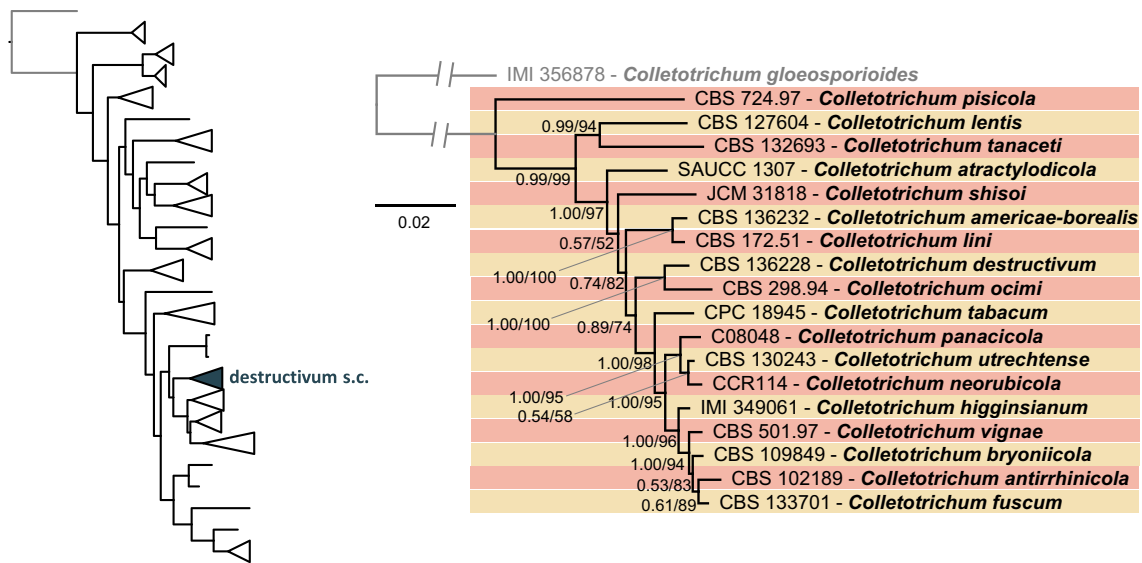 destructivum s.c.
IMI 356878 - Colletotrichum gloeosporioides
CBS 724.97 - Colletotrichum pisicola
0.99/94
CBS 127604 - Colletotrichum lentis
CBS 132693 - Colletotrichum tanaceti
SAUCC 1307 - Colletotrichum atractylodicola
0.99/99
JCM 31818 - Colletotrichum shisoi
0.02
1.00/97
CBS 136232 - Colletotrichum americae-borealis
0.57/52
CBS 172.51 - Colletotrichum lini
CBS 136228 - Colletotrichum destructivum
1.00/100
0.74/82
CBS 298.94 - Colletotrichum ocimi
CPC 18945 - Colletotrichum tabacum
1.00/100
0.89/74
C08048 - Colletotrichum panacicola
CBS 130243 - Colletotrichum utrechtense
1.00/98
CCR114 - Colletotrichum neorubicola
1.00/95
1.00/95
0.54/58
IMI 349061 - Colletotrichum higginsianum
CBS 501.97 - Colletotrichum vignae
1.00/96
CBS 109849 - Colletotrichum bryoniicola
1.00/94
CBS 102189 - Colletotrichum antirrhinicola
0.53/83
CBS 133701 - Colletotrichum fuscum
0.61/89